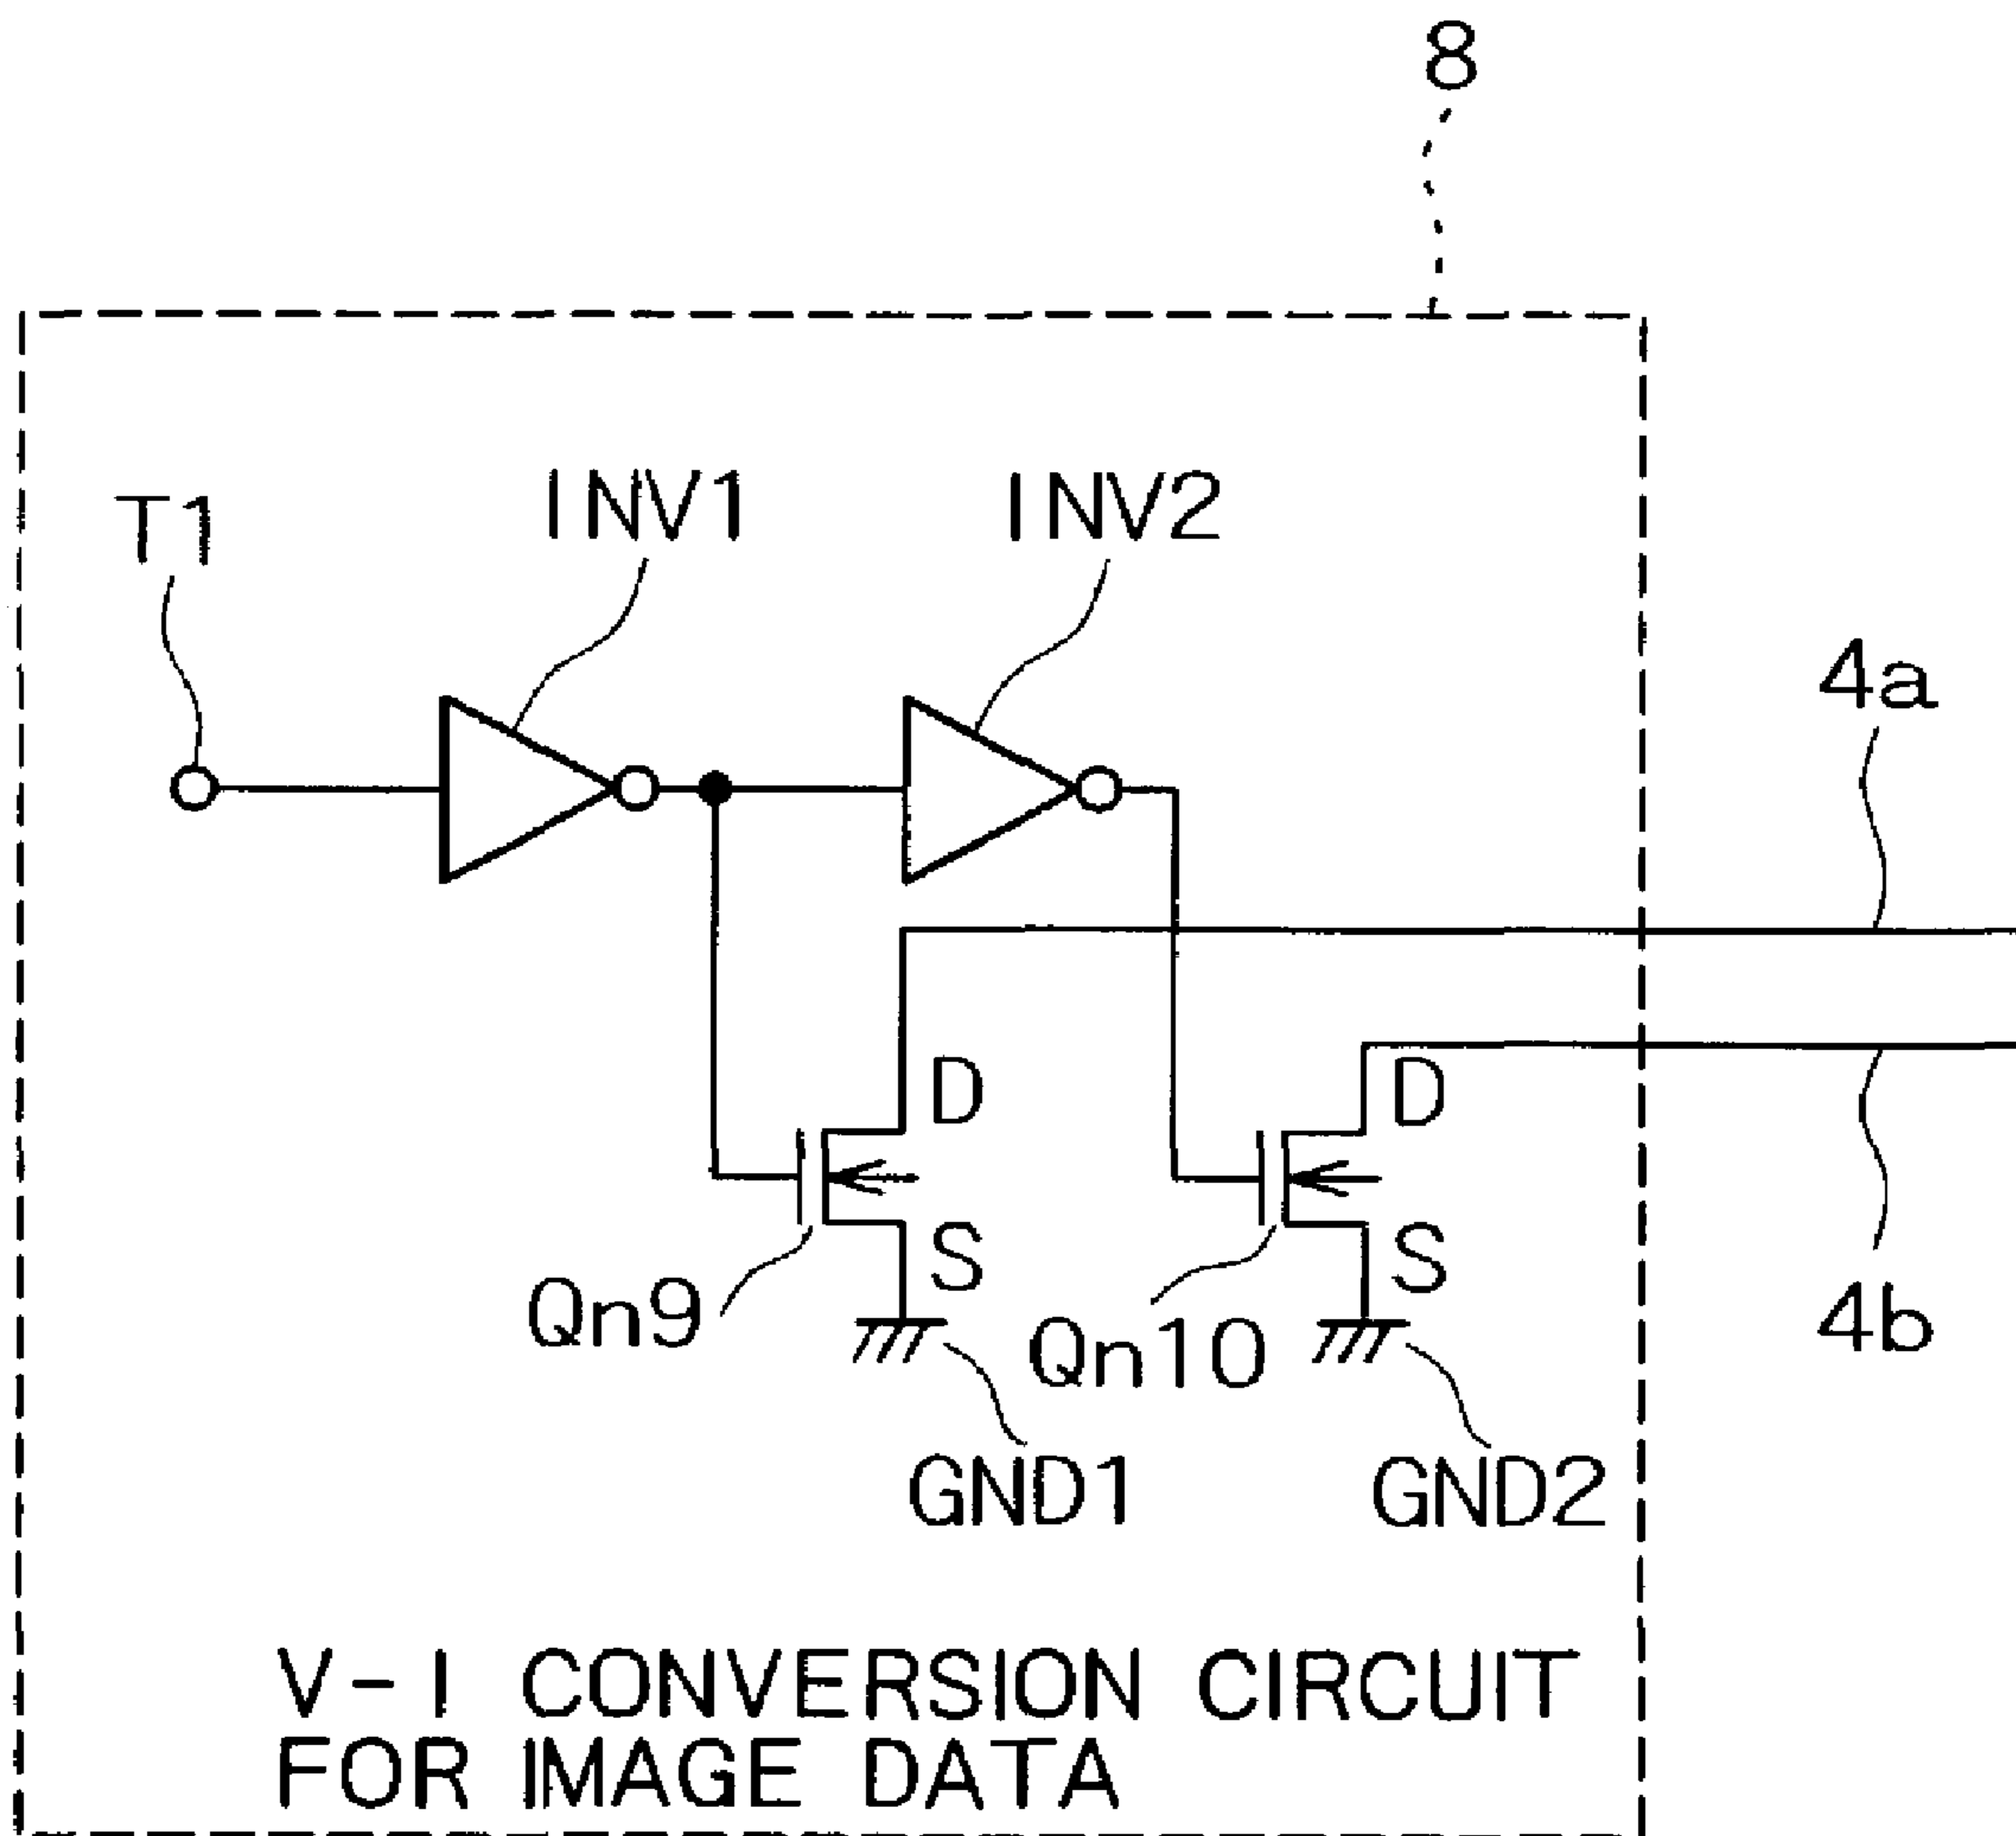 8
T1
INV1
INV2
4a
D
D
S
S
Qn9
Qn10
4b
GND1
GND2
V-I CONVERSION CIRCUIT
FOR IMAGE DATA